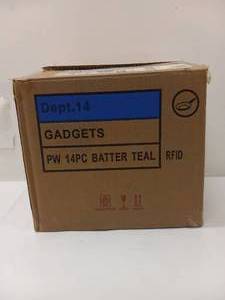 Dept.14
GADGETS
PW 14PC BATTER TEAL RFID